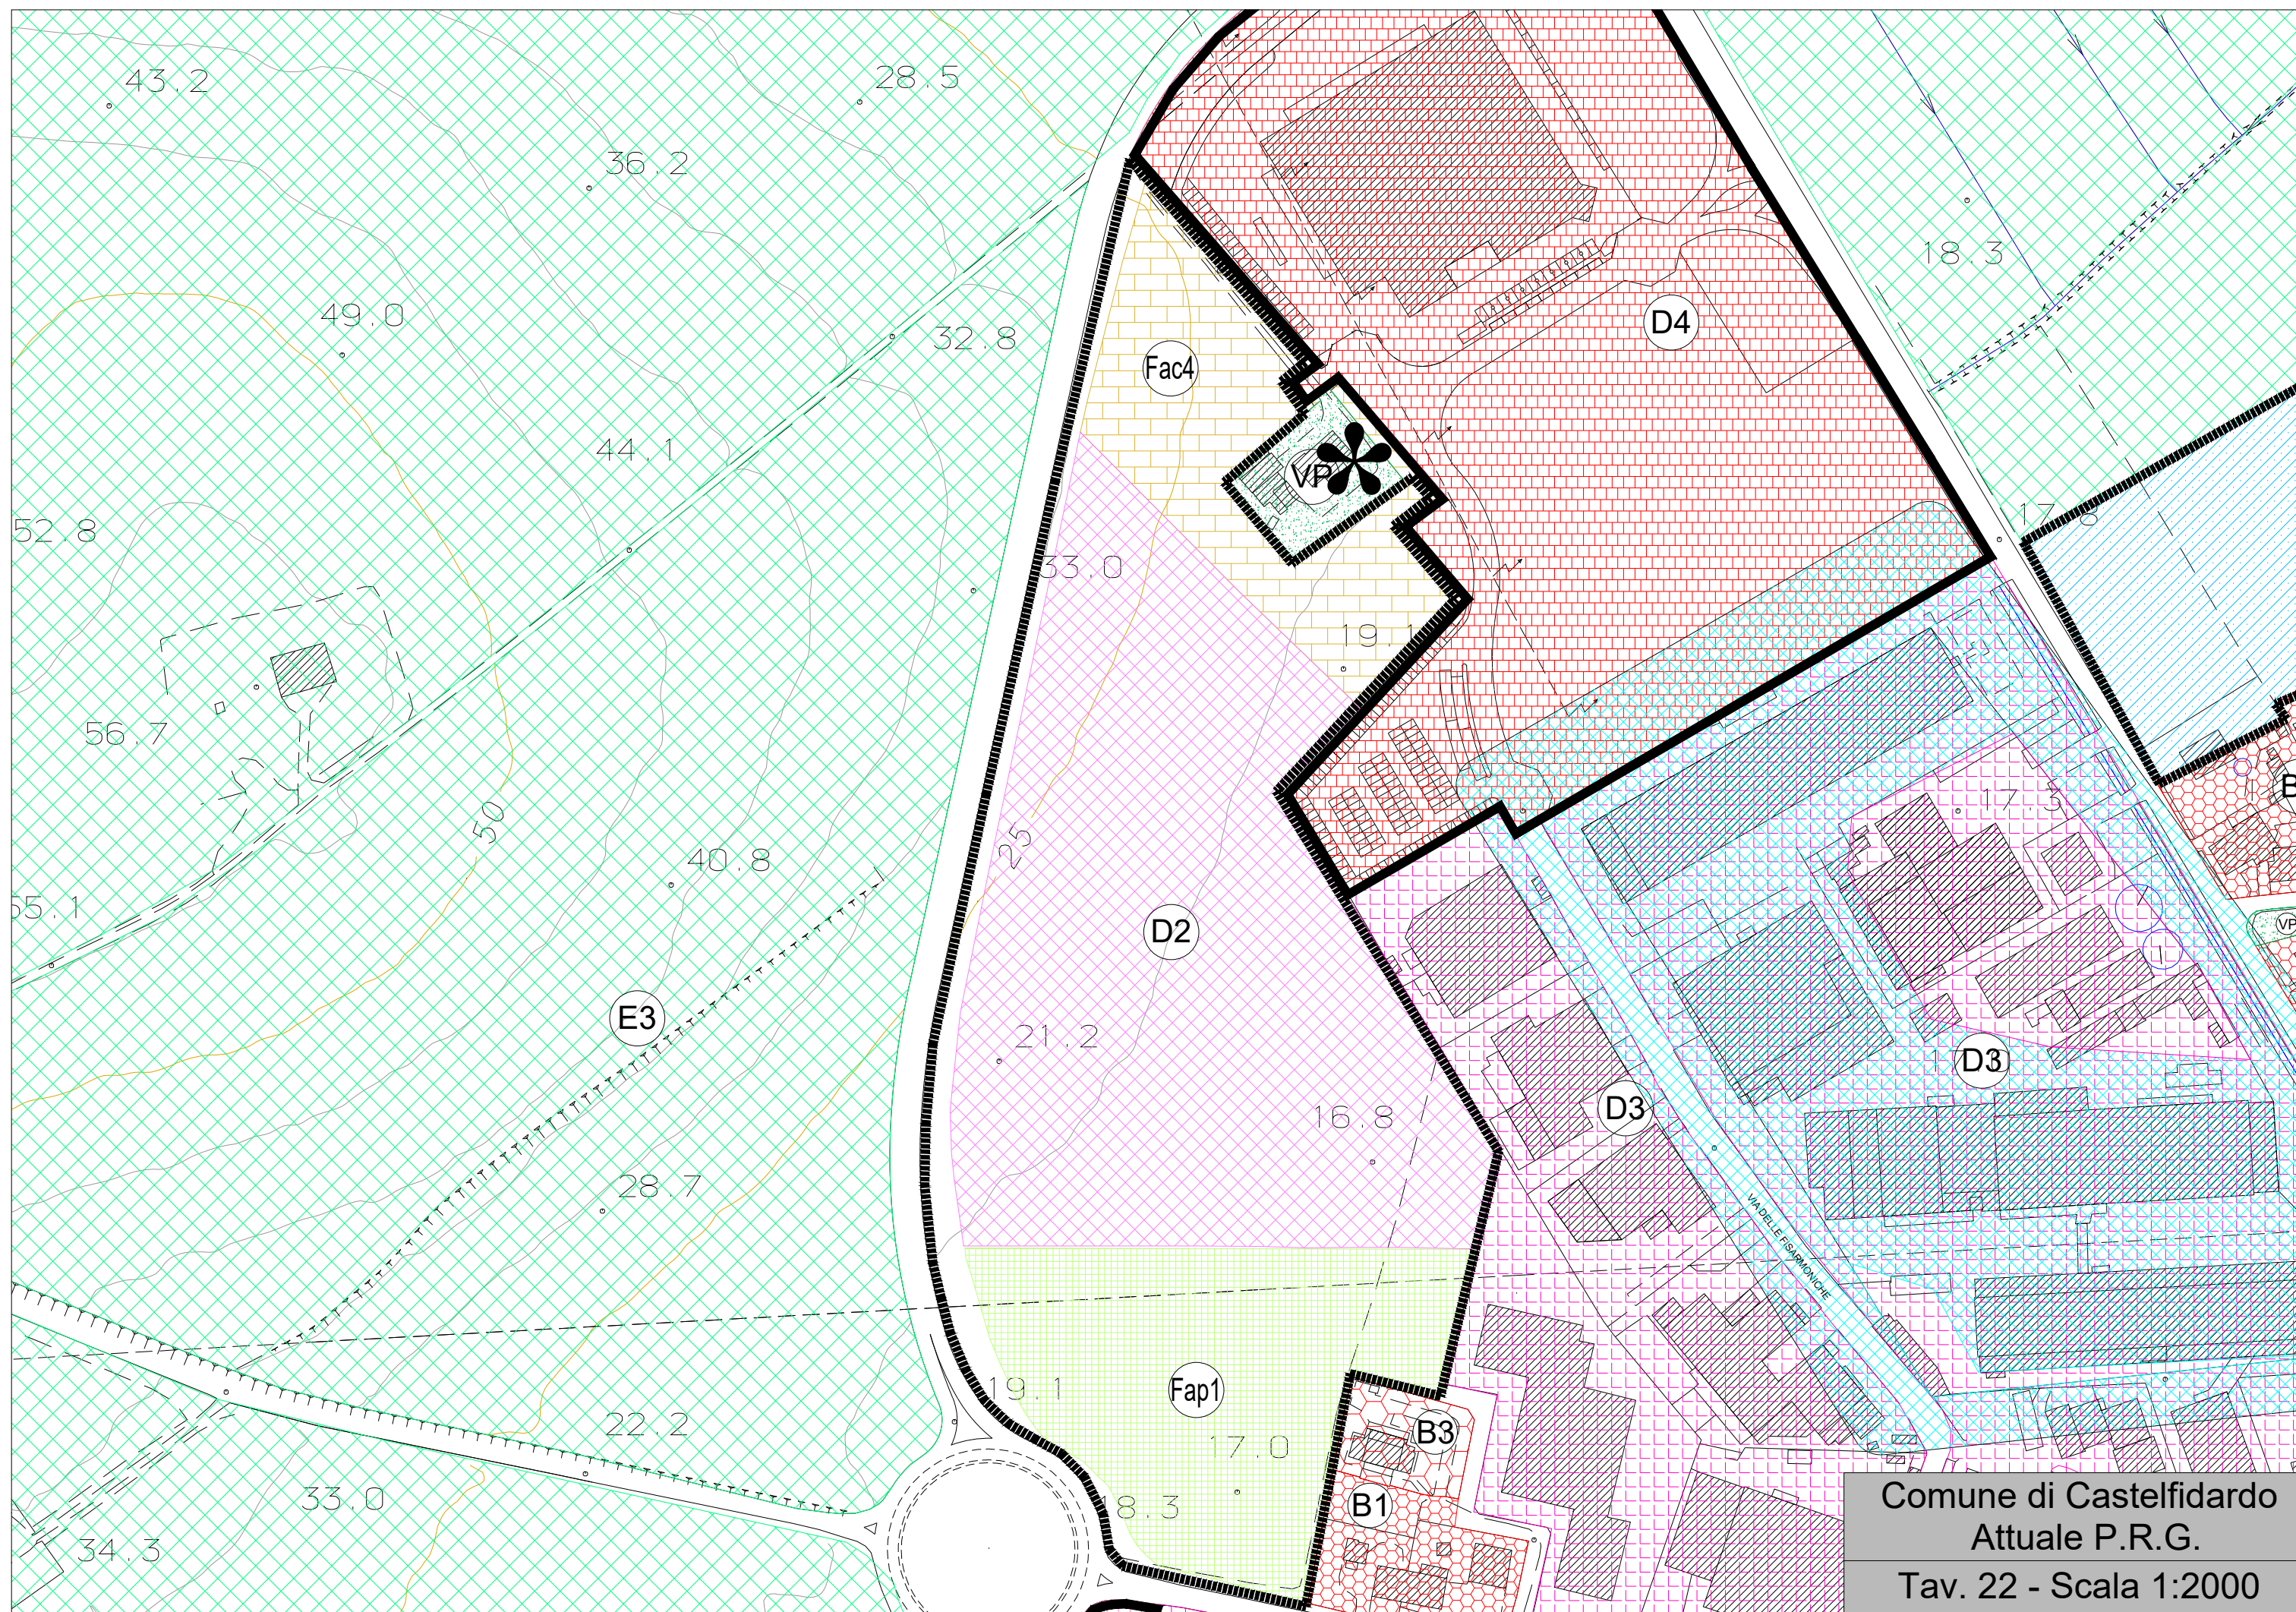 43.2
28.5
36.2
18.3
49.0
32.8
D4
Fac4
44.1
VP
52.8
17.8
33.0
19.1
56.7
17.3
50
25
40.8
55.1
D2
VP
E3
21.2
D3
16.8
D3
28.7
VIA DELLE FISARMONICHE
19.1
Fap1
22.2
B3
17.0
33.0
B1
18.3
34.3
Comune di Castelfidardo
Attuale P.R.G.
Tav. 22 - Scala 1:2000